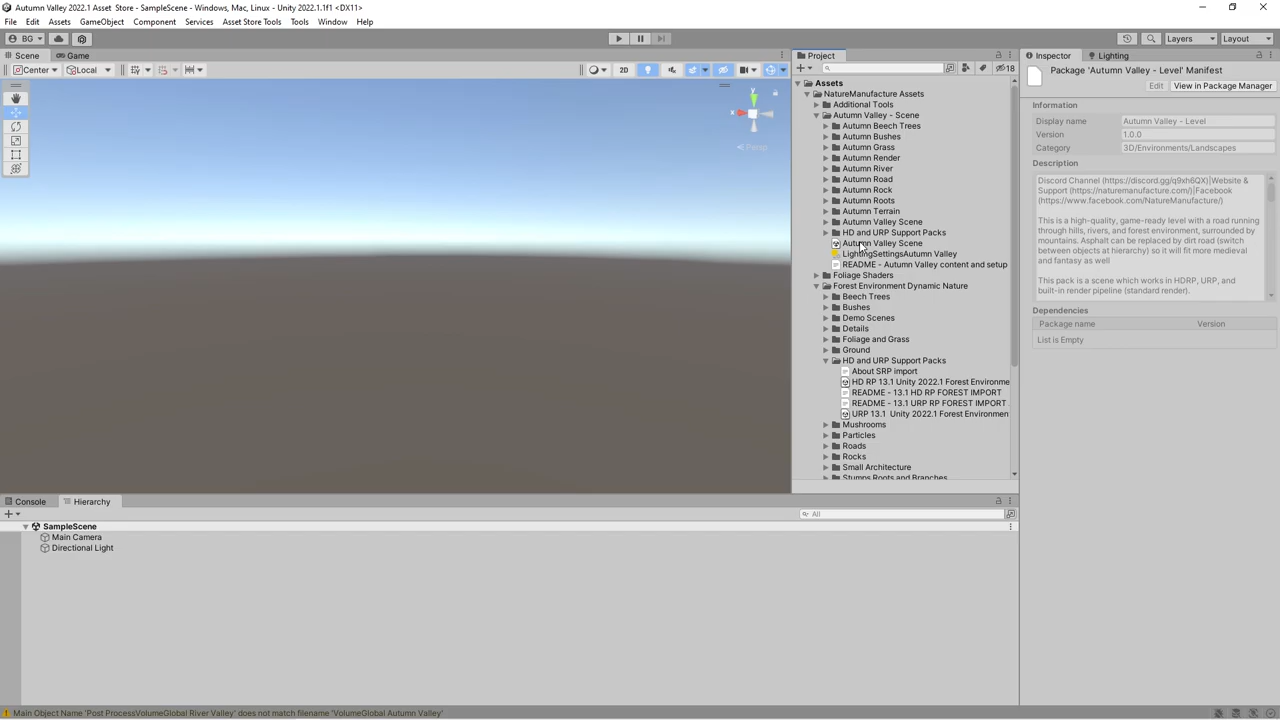 Autumn Valley 2022.1 Asset Store - SampleScene - Windows, Mac, Linux - Unity 2022.1.1f1 <DX11>
File Edit Assets GameObject Component Services Asset Store Tools Tools Window Help
BG
Layers Layout
Scene Game
Center Local
2D
y
x
Persp
Project
18
Assets
NatureManufacture Assets
Additional Tools
Autumn Valley - Scene
Autumn Beech Trees
Autumn Bushes
Autumn Grass
Autumn Render
Autumn River
Autumn Road
Autumn Rock
Autumn Roots
Autumn Terrain
Autumn Valley Scene
HD and URP Support Packs
Autumn Valley Scene
LightingSettingsAutumn Valley
README - Autumn Valley content and setup
Foliage Shaders
Forest Environment Dynamic Nature
Beech Trees
Bushes
Demo Scenes
Details
Foliage and Grass
Ground
HD and URP Support Packs
About SRP import
HD RP 13.1 Unity 2022.1 Forest Environme
README - 13.1 HD RP FOREST IMPORT
README - 13.1 URP RP FOREST IMPORT
URP 13.1 Unity 2022.1 Forest Environmen
Mushrooms
Particles
Roads
Rocks
Small Architecture
Stumps Roots and Branches
Inspector Lighting
Package 'Autumn Valley - Level' Manifest
Edit View in Package Manager
Information
Display name Autumn Valley - Level
Version 1.0.0
Category 3D/Environments/Landscapes
Description
Discord Channel (https://discord.gg/q9xh6QX)|Website &
Support (https://naturemanufacture.com/)|Facebook
(https://www.facebook.com/NatureManufacture/)
This is a high-quality, game-ready level with a road running
through hills, rivers, and forest environment, surrounded by
mountains. Asphalt can be replaced by dirt road (switch
between objects at hierarchy) so it will fit more medieval
and fantasy as well
This pack is a scene which works in HDRP, URP, and
built-in render pipeline (standard render).
Dependencies
Package name Version
List is Empty
Console Hierarchy
All
SampleScene
Main Camera
Directional Light
Main Object Name 'Post ProcessVolumeGlobal River Valley' does not match filename 'VolumeGlobal Autumn Valley'